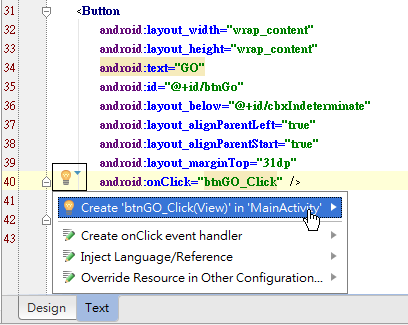 31 <Button
32 android:layout_width="wrap_content"
33 android:layout_height="wrap_content"
34 android:text="GO"
35 android:id="@+id/btnGo"
36 android:layout_below="@+id/cbxIndeterminate"
37 android:layout_alignParentLeft="true"
38 android:layout_alignParentStart="true"
39 android:layout_marginTop="31dp"
40 android:onClick="btnGO_Click" />
41 Create 'btnGO_Click(View)' in 'MainActivity'
42 Create onClick event handler
43 Inject Language/Reference
Override Resource in Other Configuration...
Design Text